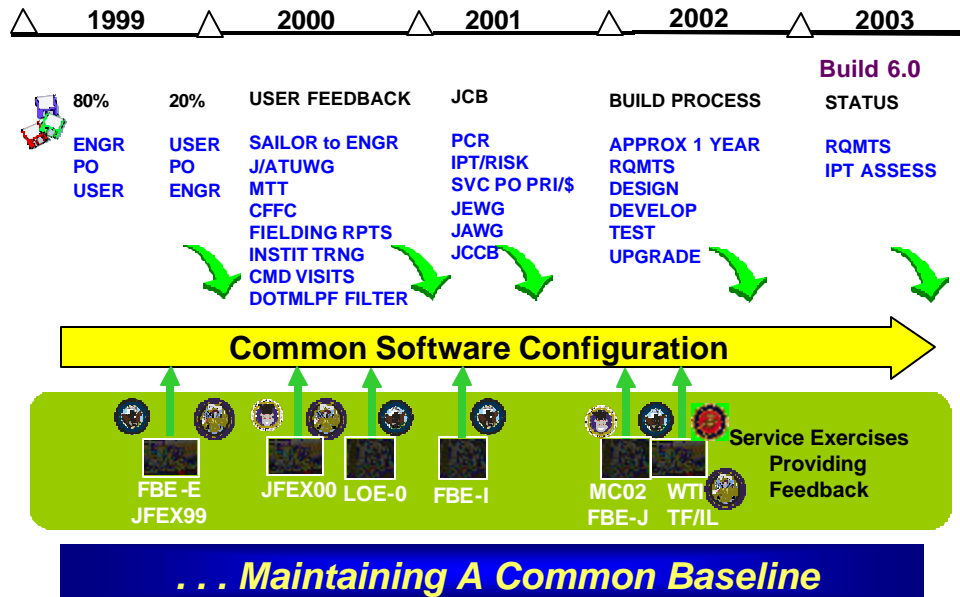 1999 2000 2001 2002 2003
Build 6.0
80% 20% USER FEEDBACK JCB BUILD PROCESS STATUS
ENGR
PO
USER
USER
PO
ENGR
SAILOR to ENGR
J/ATUWG
MTT
CFFC
FIELDING RPTS
INSTIT TRNG
CMD VISITS
DOTMLPF FILTER
PCR
IPT/RISK
SVC PO PRI/$
JEWG
JAWG
JCCB
APPROX 1 YEAR
RQMTS
DESIGN
DEVELOP
TEST
UPGRADE
RQMTS
IPT ASSESS
Common Software Configuration
FBE-E
JFEX99
JFEX00
LOE-0
FBE-I
MC02
FBE-J
TF/IL
Service Exercises
Providing
Feedback
. . . Maintaining A Common Baseline